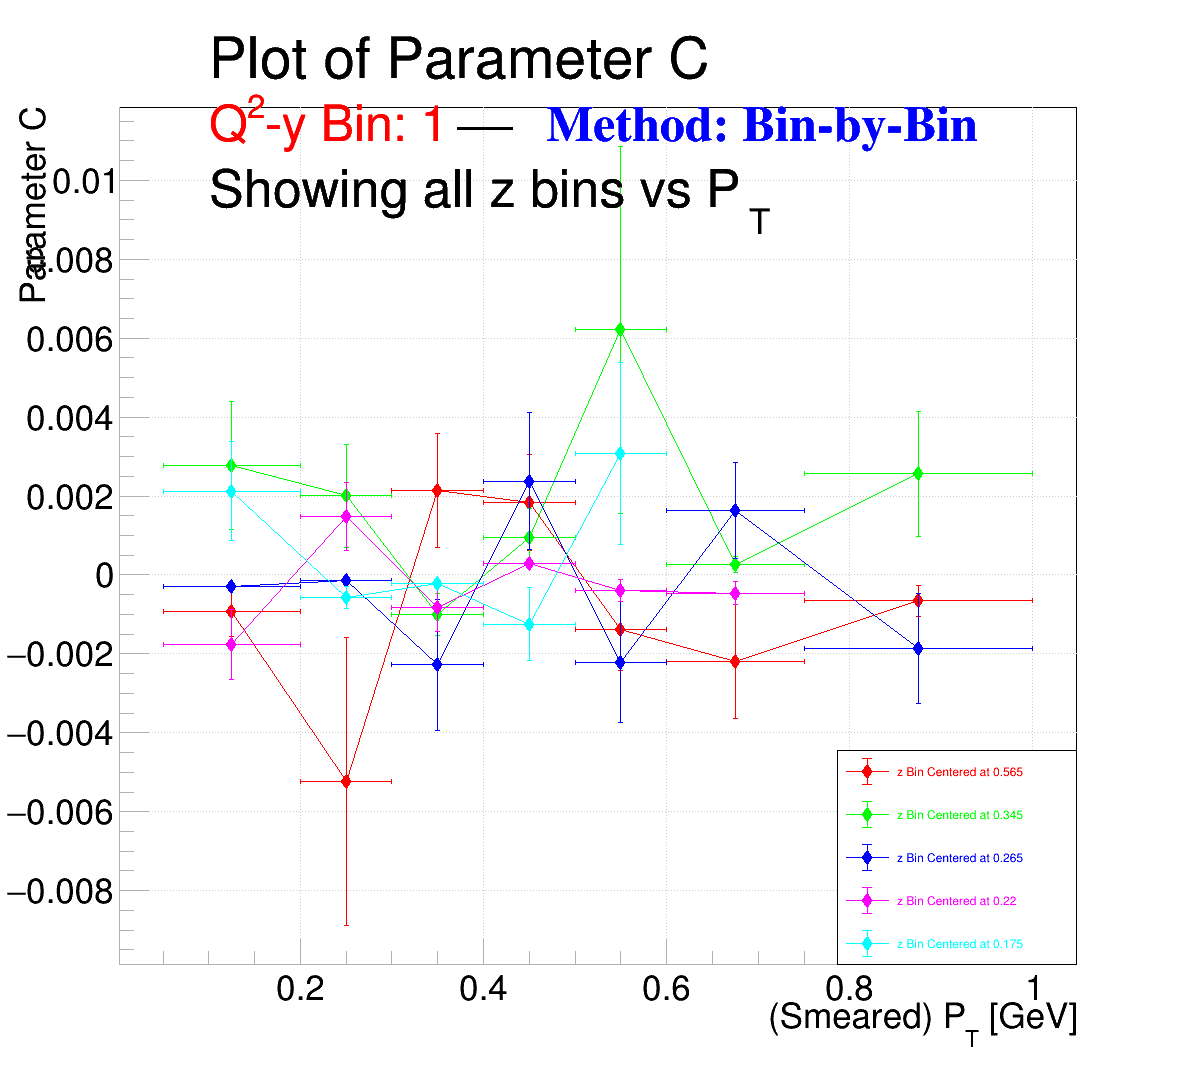 Plot of Parameter C
Q2-y Bin: 1 — Method: Bin-by-Bin
Showing all z bins vs PT
Parameter C
0.01
0.008
0.006
0.004
0.002
0
−0.002
−0.004
−0.006
−0.008
z Bin Centered at 0.565
z Bin Centered at 0.345
z Bin Centered at 0.265
z Bin Centered at 0.22
z Bin Centered at 0.175
0.2 0.4 0.6 0.8 1
(Smeared) PT [GeV]